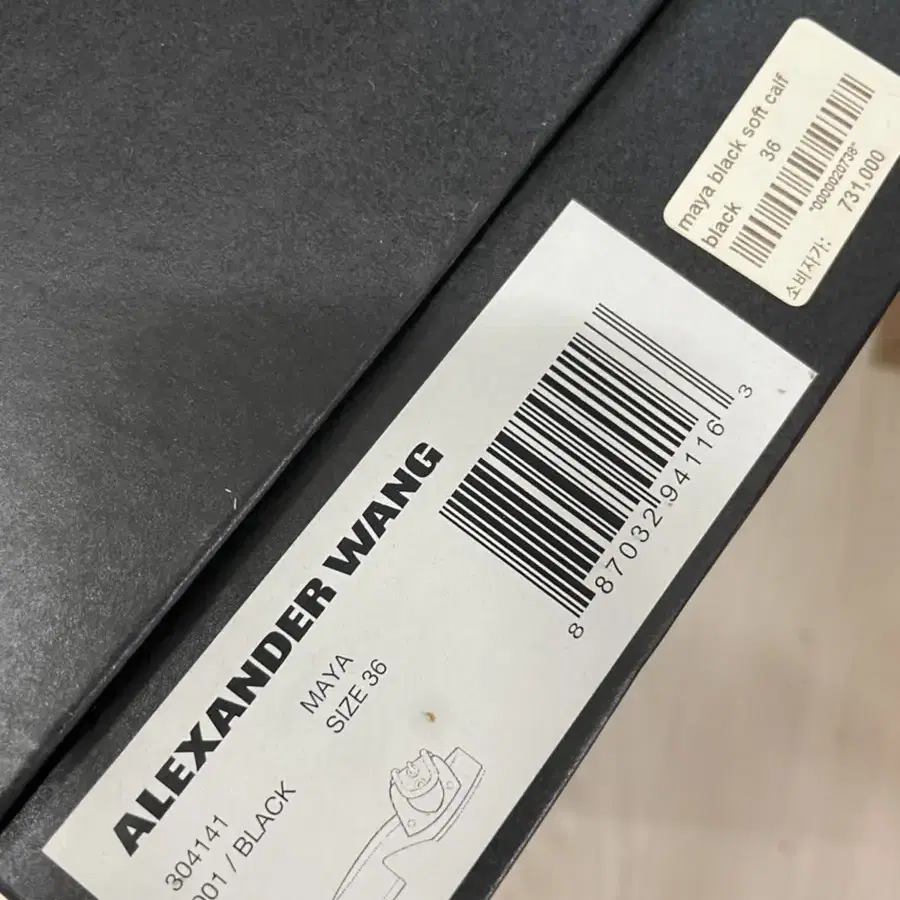 maya black soft calf
black 36
"0000020738"
소비자가: 731,000
8 87032 94116 3
ALEXANDER WANG
MAYA
SIZE 36
304141
001 / BLACK